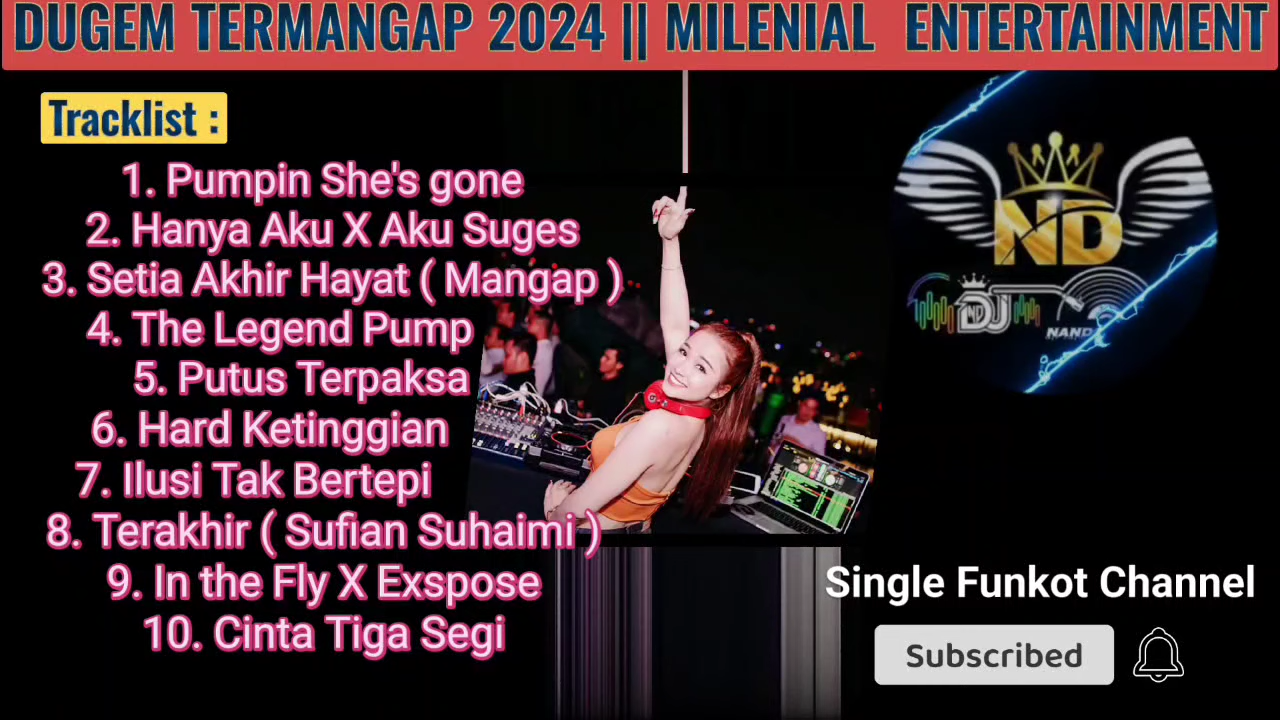 DUGEM TERMANGAP 2024 || MILENIAL ENTERTAINMENT
Tracklist :
1. Pumpin She's gone
2. Hanya Aku X Aku Suges
3. Setia Akhir Hayat ( Mangap )
4. The Legend Pump
5. Putus Terpaksa
6. Hard Ketinggian
7. Ilusi Tak Bertepi
8. Terakhir ( Sufian Suhaimi )
9. In the Fly X Exspose
10. Cinta Tiga Segi
ND
ND
DJ
Single Funkot Channel
Subscribed